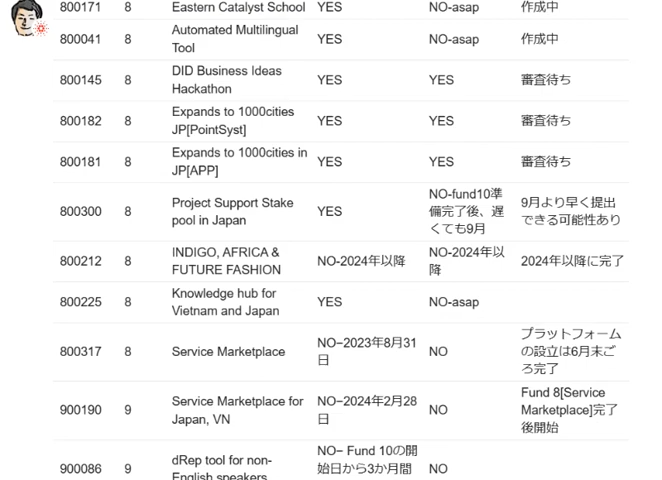 800171 8 Eastern Catalyst School YES NO-asap 作成中
800041 8 Automated Multilingual Tool YES NO-asap 作成中
800145 8 DID Business Ideas Hackathon YES YES 審査待ち
800182 8 Expands to 1000cities JP[PointSyst] YES YES 審査待ち
800181 8 Expands to 1000cities in JP[APP] YES YES 審査待ち
800300 8 Project Support Stake pool in Japan YES NO-fund10準備完了後、遅くても9月 9月より早く提出できる可能性あり
800212 8 INDIGO, AFRICA & FUTURE FASHION NO-2024年以降 NO-2024年以降 2024年以降に完了
800225 8 Knowledge hub for Vietnam and Japan YES NO-asap
800317 8 Service Marketplace NO−2023年8月31日 NO プラットフォームの設立は6月末ごろ完了
900190 9 Service Marketplace for Japan, VN NO−2024年2月28日 NO Fund 8[Service Marketplace]完了後開始
900086 9 dRep tool for non-English speakers NO− Fund 10の開始日から3か月間 NO